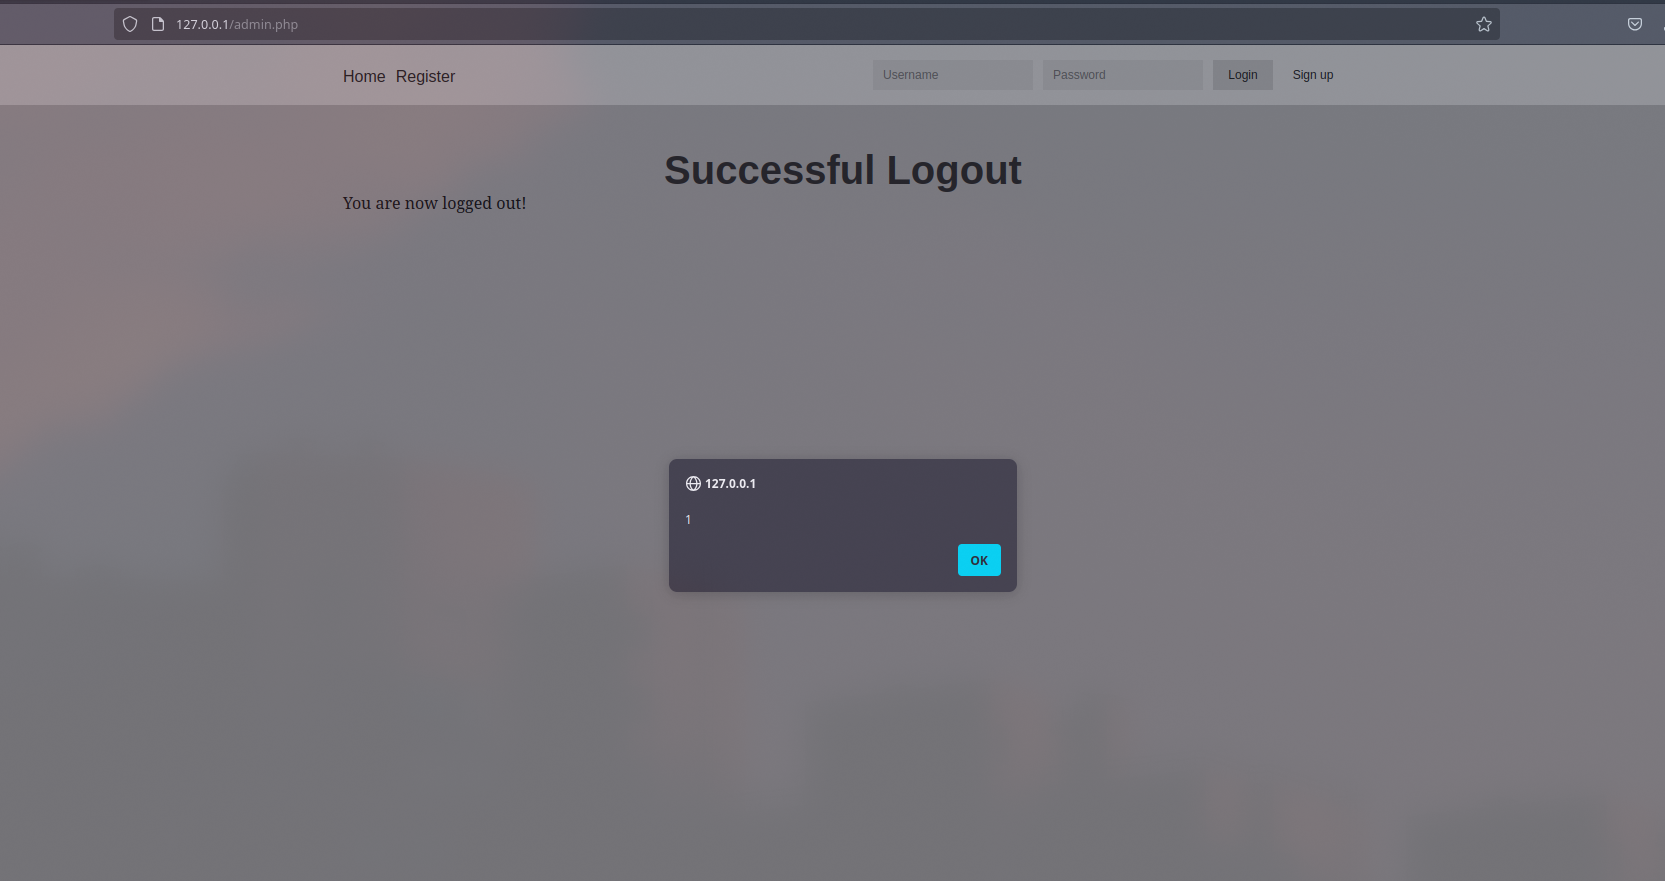 127.0.0.1/admin.php
Home Register Username Password Login Sign up
Successful Logout
You are now logged out!
127.0.0.1
1
OK